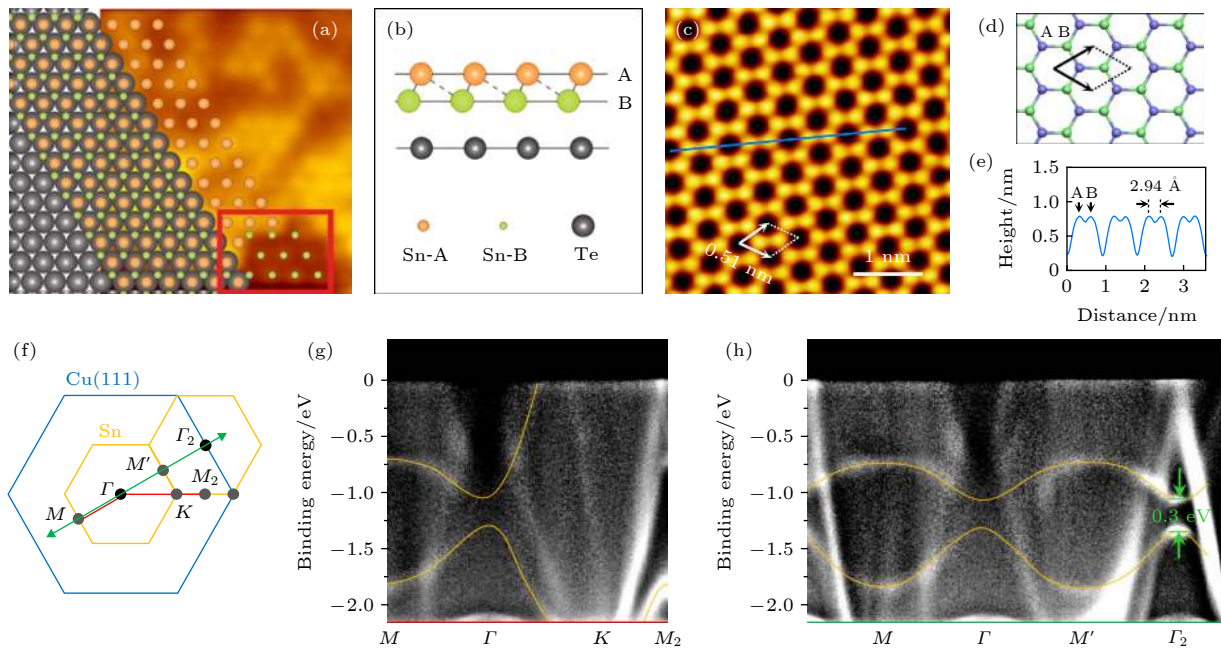 (a)
(b)
A
B
Sn-A Sn-B Te
(c)
0.51 nm
1 nm
(d)
A B
(e)
Height/nm
1.5
1.0
0.5
0
A B
2.94 Å
0 1 2 3
Distance/nm
(f)
Cu(111)
Sn
Γ2
M′
M2
Γ
M
K
(g)
Binding energy/eV
0
−0.5
−1.0
−1.5
−2.0
M Γ K M2
(h)
Binding energy/eV
0
−0.5
−1.0
−1.5
−2.0
0.3 eV
M Γ M′ Γ2